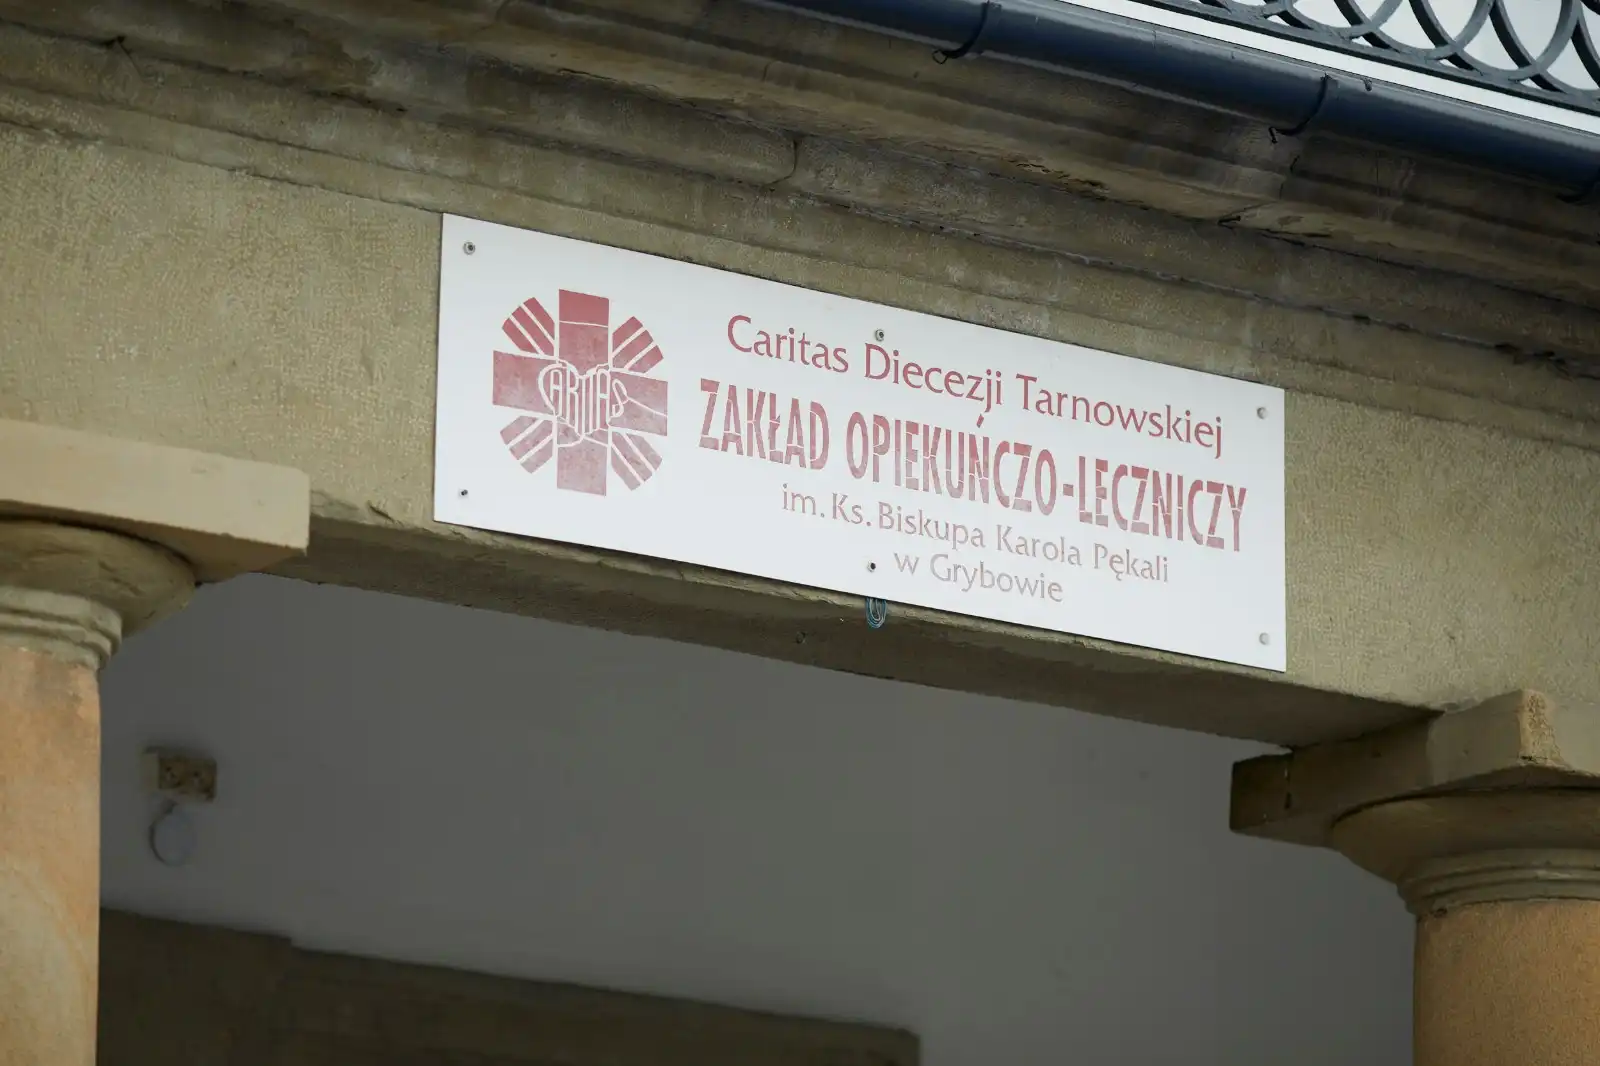 CARITAS
Caritas Diecezji Tarnowskiej
ZAKŁAD OPIEKUŃCZO-LECZNICZY
im. Ks. Biskupa Karola Pękali
w Grybowie